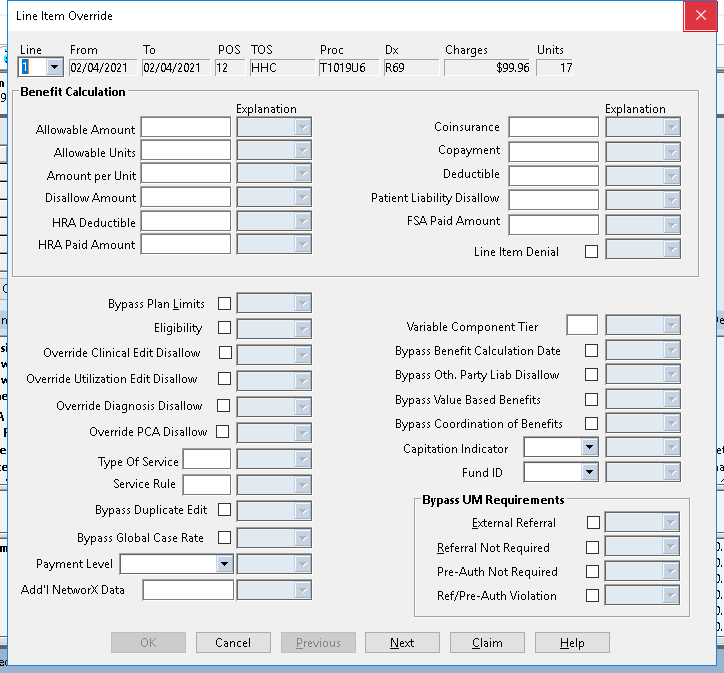 Line Item Override
Line From To POS TOS Proc Dx Charges Units
1 02/04/2021 02/04/2021 12 HHC T1019U6 R69 $99.96 17
Benefit Calculation
Explanation Explanation
Allowable Amount Coinsurance
Allowable Units Copayment
Amount per Unit Deductible
Disallow Amount Patient Liability Disallow
HRA Deductible FSA Paid Amount
HRA Paid Amount Line Item Denial
Bypass Plan Limits
Eligibility Variable Component Tier
Override Clinical Edit Disallow Bypass Benefit Calculation Date
Override Utilization Edit Disallow Bypass Oth. Party Liab Disallow
Override Diagnosis Disallow Bypass Value Based Benefits
Override PCA Disallow Bypass Coordination of Benefits
Type Of Service Capitation Indicator
Service Rule Fund ID
Bypass Duplicate Edit Bypass UM Requirements
Bypass Global Case Rate External Referral
Payment Level Referral Not Required
Add'l NetworX Data Pre-Auth Not Required
Ref/Pre-Auth Violation
OK Cancel Previous Next Claim Help